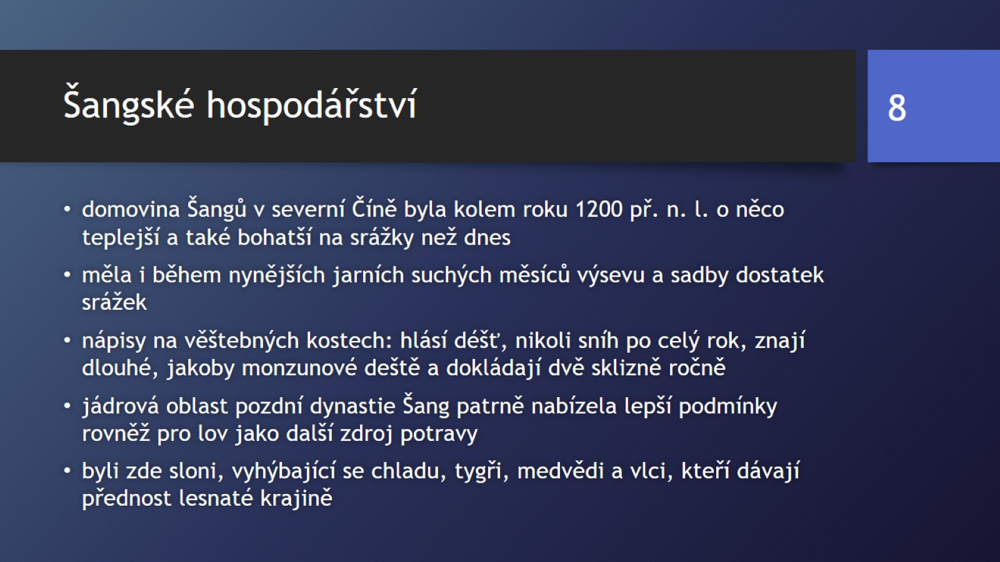 Šangské hospodářství
8
• domovina Šangů v severní Číně byla kolem roku 1200 př. n. l. o něco
teplejší a také bohatší na srážky než dnes
• měla i během nynějších jarních suchých měsíců výsevu a sadby dostatek
srážek
• nápisy na věštebných kostech: hlásí déšť, nikoli sníh po celý rok, znají
dlouhé, jakoby monzunové deště a dokládají dvě sklizně ročně
• jádrová oblast pozdní dynastie Šang patrně nabízela lepší podmínky
rovněž pro lov jako další zdroj potravy
• byli zde sloni, vyhýbající se chladu, tygři, medvědi a vlci, kteří dávají
přednost lesnaté krajině